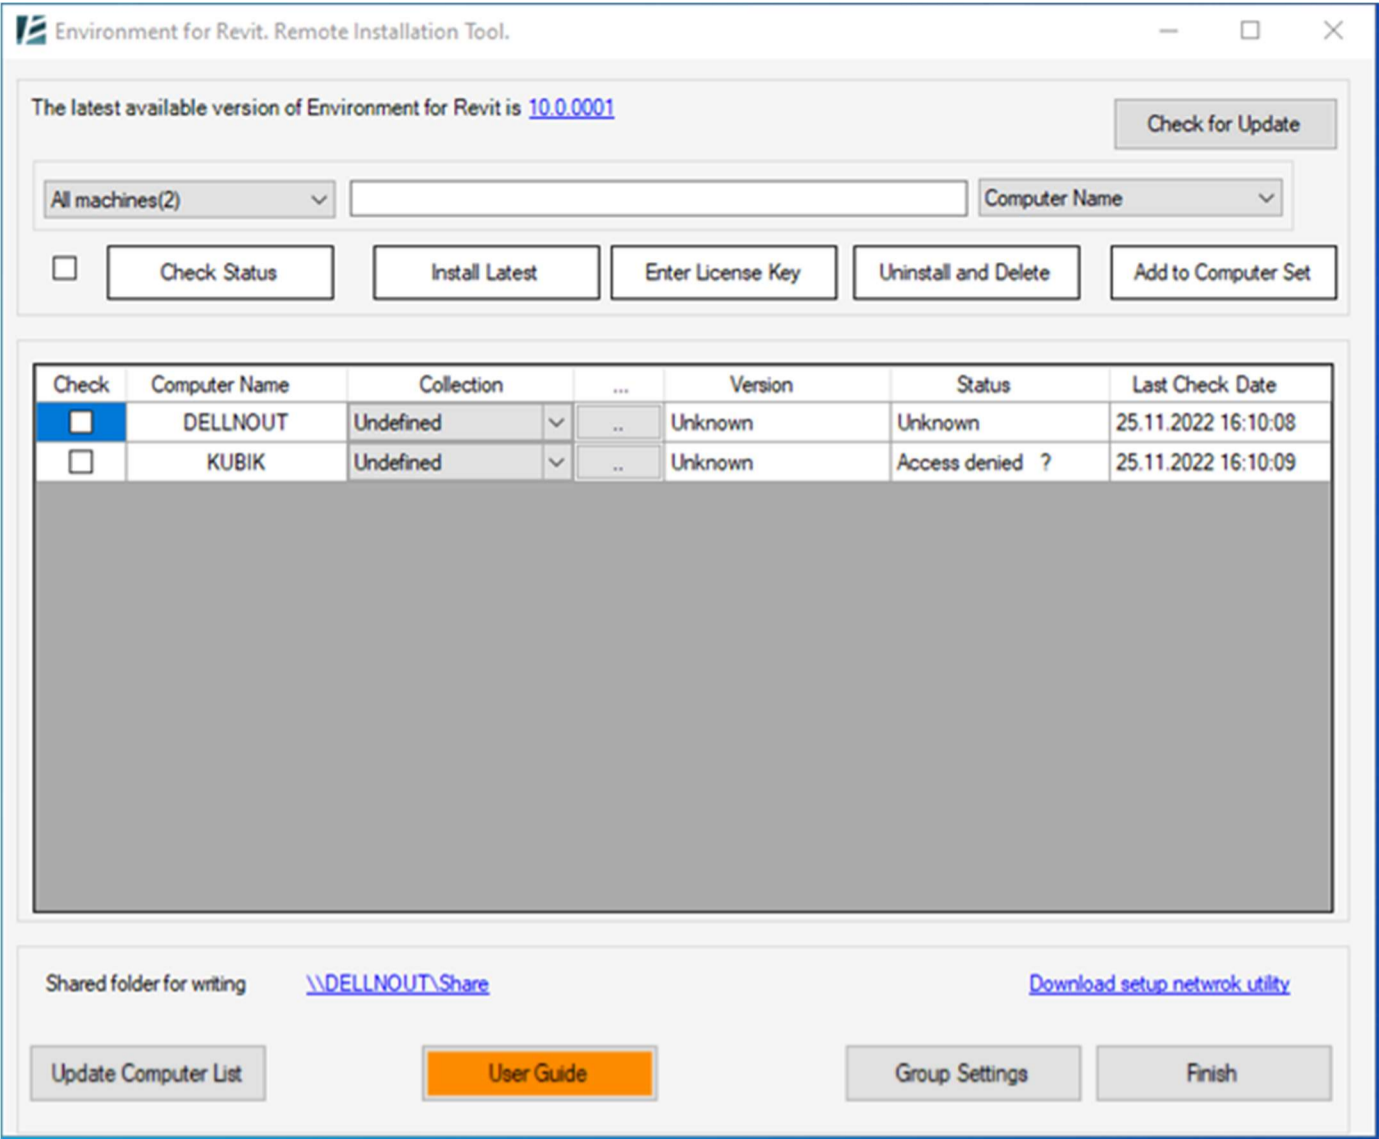 Environment for Revit. Remote Installation Tool.
The latest available version of Environment for Revit is 10.0.0001
Check for Update
All machines(2) Computer Name
Check Status Install Latest Enter License Key Uninstall and Delete Add to Computer Set
Check Computer Name Collection ... Version Status Last Check Date
DELLNOUT Undefined .. Unknown Unknown 25.11.2022 16:10:08
KUBIK Undefined .. Unknown Access denied ? 25.11.2022 16:10:09
Shared folder for writing \\DELLNOUT\Share Download setup netwrok utility
Update Computer List User Guide Group Settings Finish